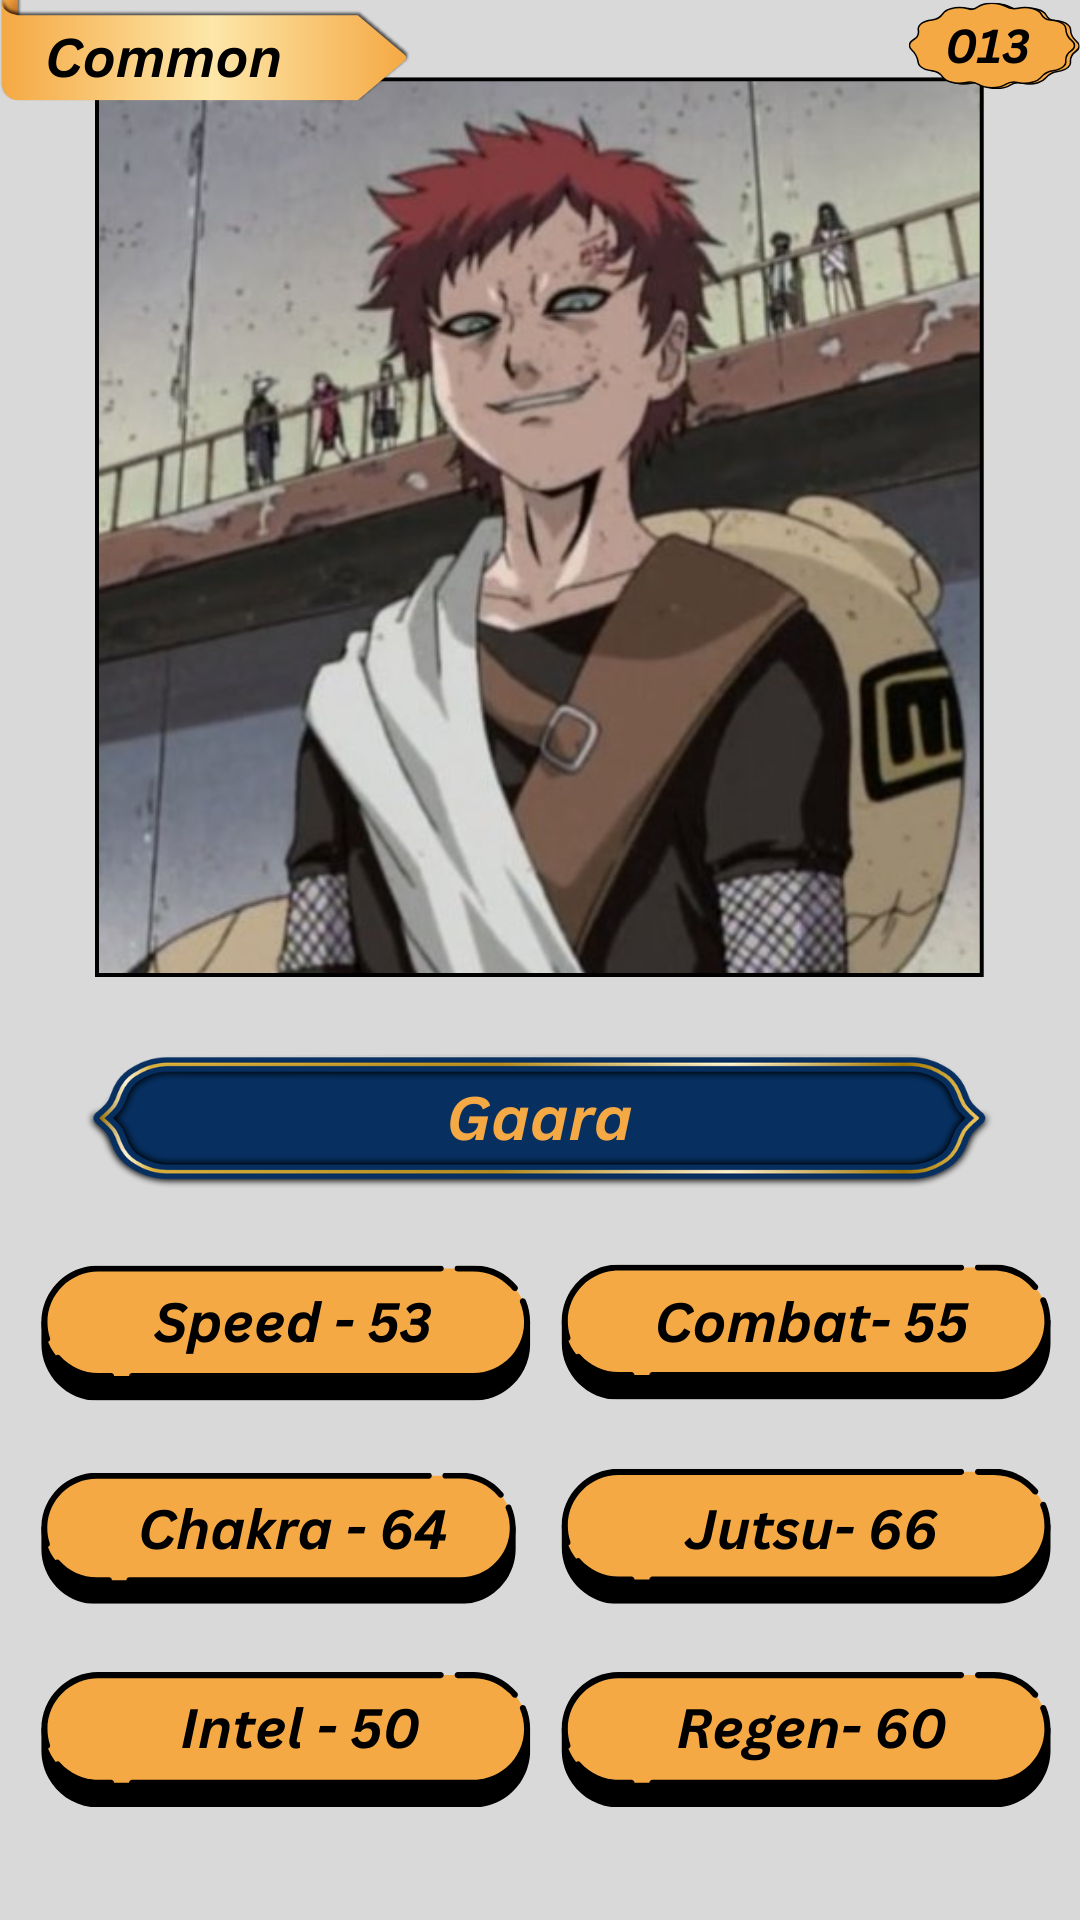 Common
013
Gaara
Speed - 53
Combat- 55
Chakra - 64
Jutsu- 66
Intel - 50
Regen- 60